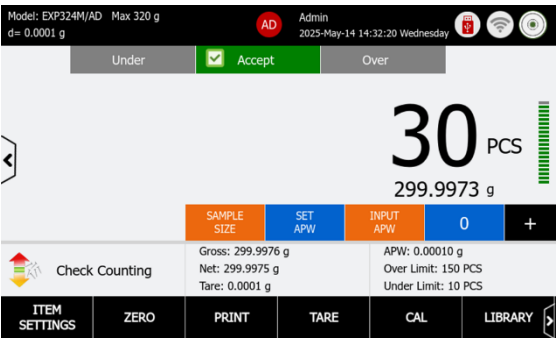 Model: EXP324M/AD Max 320 g
d= 0.0001 g
AD
Admin
2025-May-14 14:32:20 Wednesday
Under
Accept
Over
30 PCS
299.9973 g
SAMPLE SIZE
SET APW
INPUT APW
0
+
Check Counting
Gross: 299.9976 g
Net: 299.9975 g
Tare: 0.0001 g
APW: 0.00010 g
Over Limit: 150 PCS
Under Limit: 10 PCS
ITEM SETTINGS
ZERO
PRINT
TARE
CAL
LIBRARY